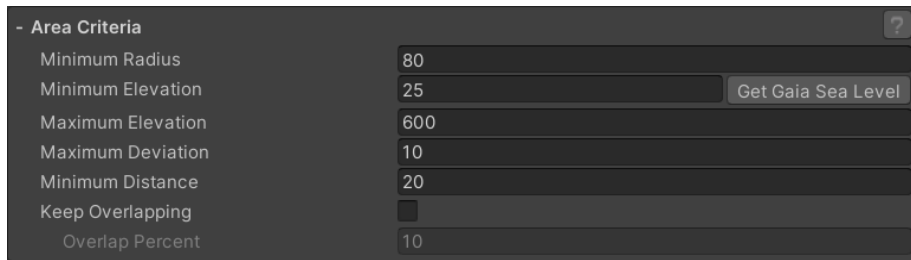 - Area Criteria ?
Minimum Radius 80
Minimum Elevation 25 Get Gaia Sea Level
Maximum Elevation 600
Maximum Deviation 10
Minimum Distance 20
Keep Overlapping
Overlap Percent 10